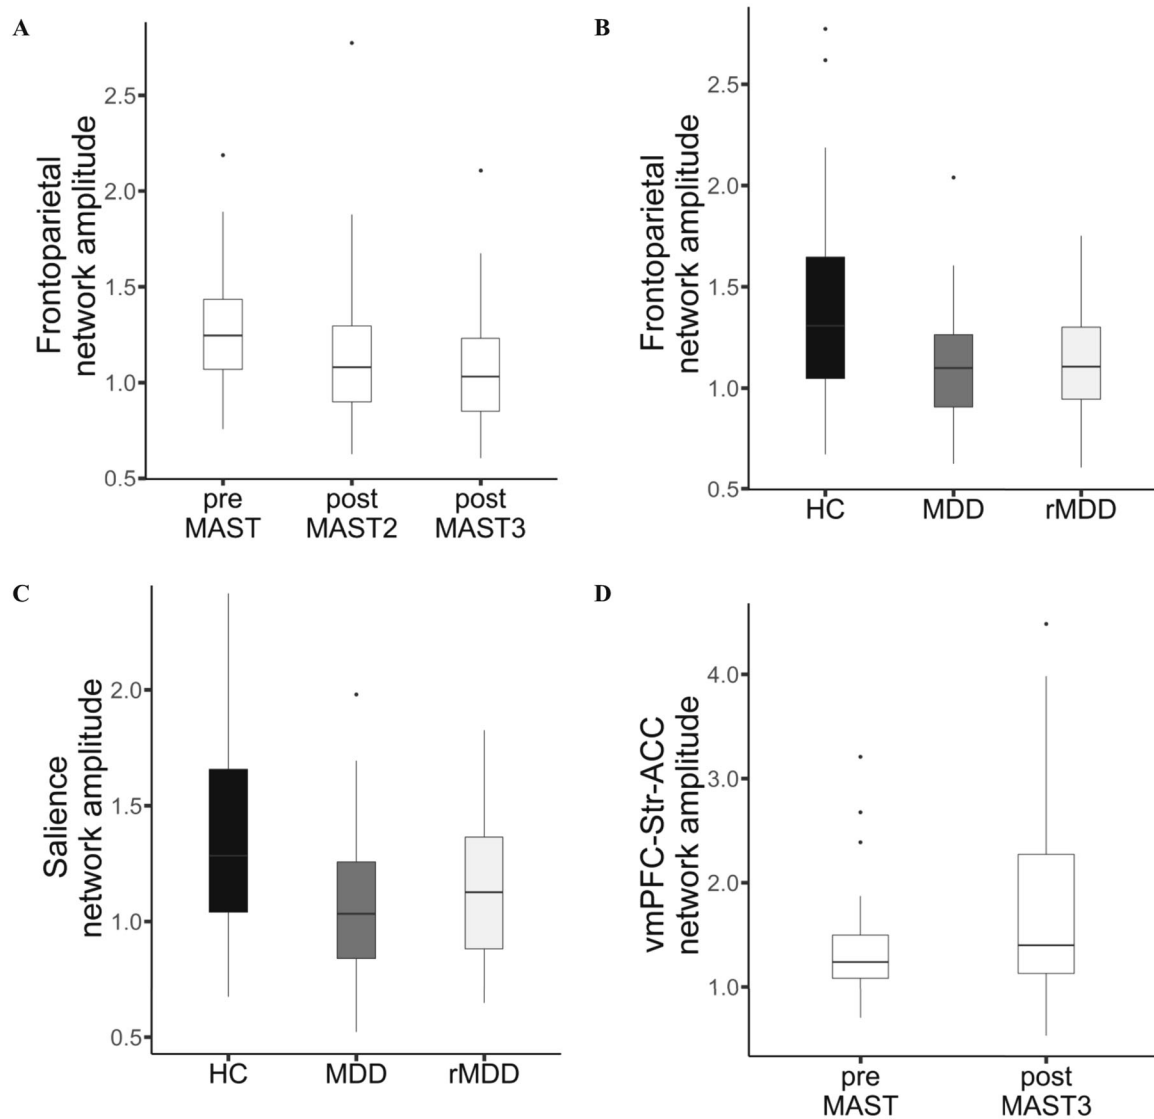 A
Frontoparietal
network amplitude
2.5
2.0
1.5
1.0
0.5
pre
MAST
post
MAST2
post
MAST3
B
Frontoparietal
network amplitude
2.5
2.0
1.5
1.0
0.5
HC
MDD
rMDD
C
Salience
network amplitude
2.0
1.5
1.0
0.5
HC
MDD
rMDD
D
vmPFC-Str-ACC
network amplitude
4.0
3.0
2.0
1.0
pre
MAST
post
MAST3